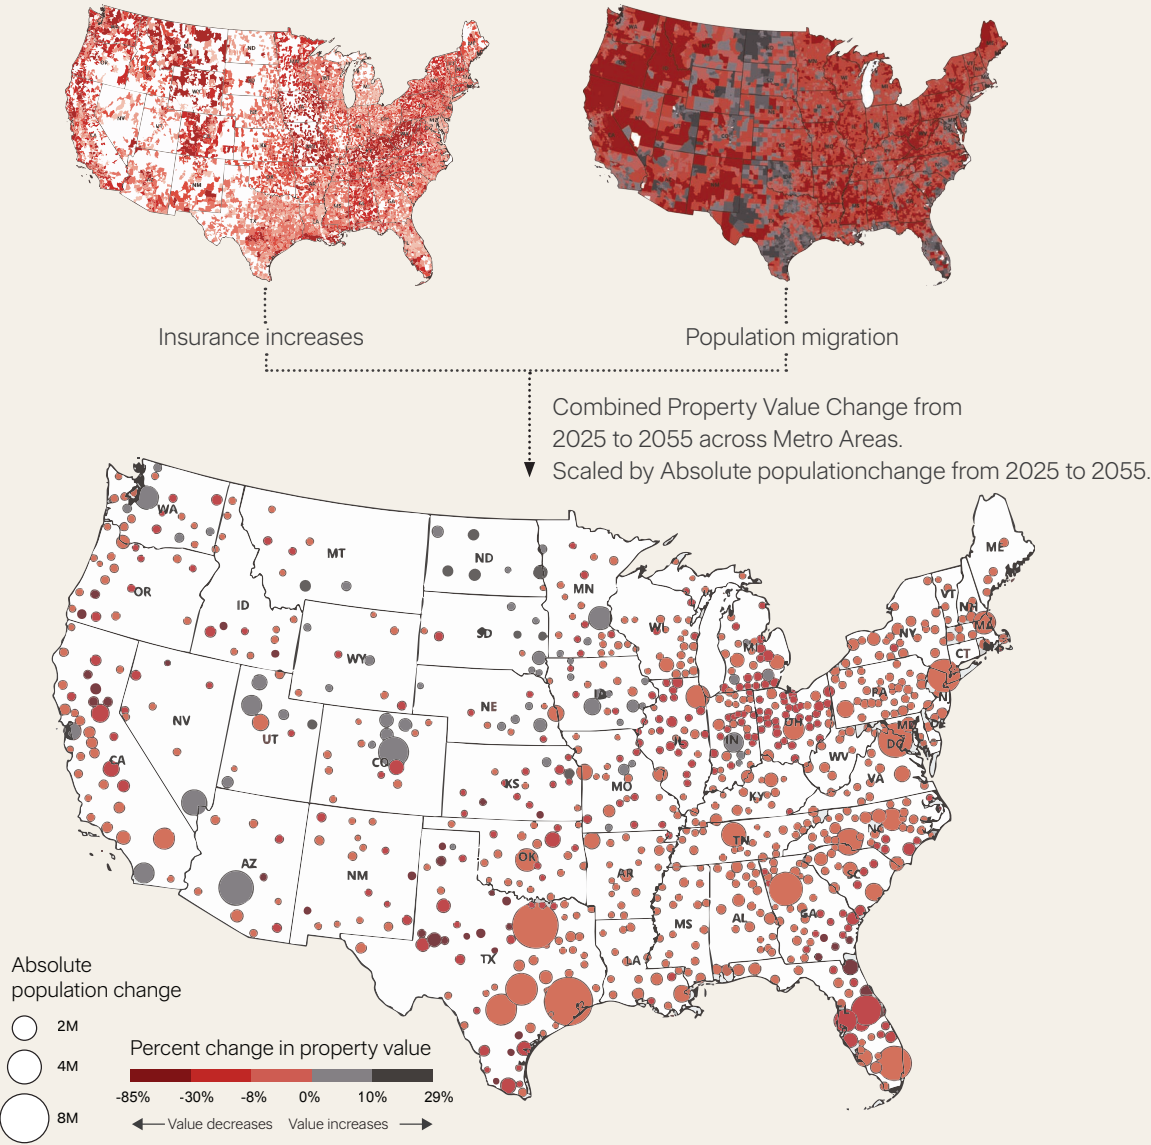 Insurance increases
Population migration
Combined Property Value Change from
2025 to 2055 across Metro Areas.
Scaled by Absolute populationchange from 2025 to 2055.
WA
MT
ND
MN
ME
OR
ID
SD
WI
MI
VT
NH
NY
MA
WY
CT
NV
UT
NE
PA
NJ
CA
CO
IL
IN
OH
MD
DE
DC
KS
MO
WV
VA
KY
AZ
NM
OK
AR
TN
NC
SC
MS
AL
GA
TX
LA
Absolute
population change
2M
4M
8M
Percent change in property value
-85%
-30%
-8%
0%
10%
29%
Value decreases
Value increases